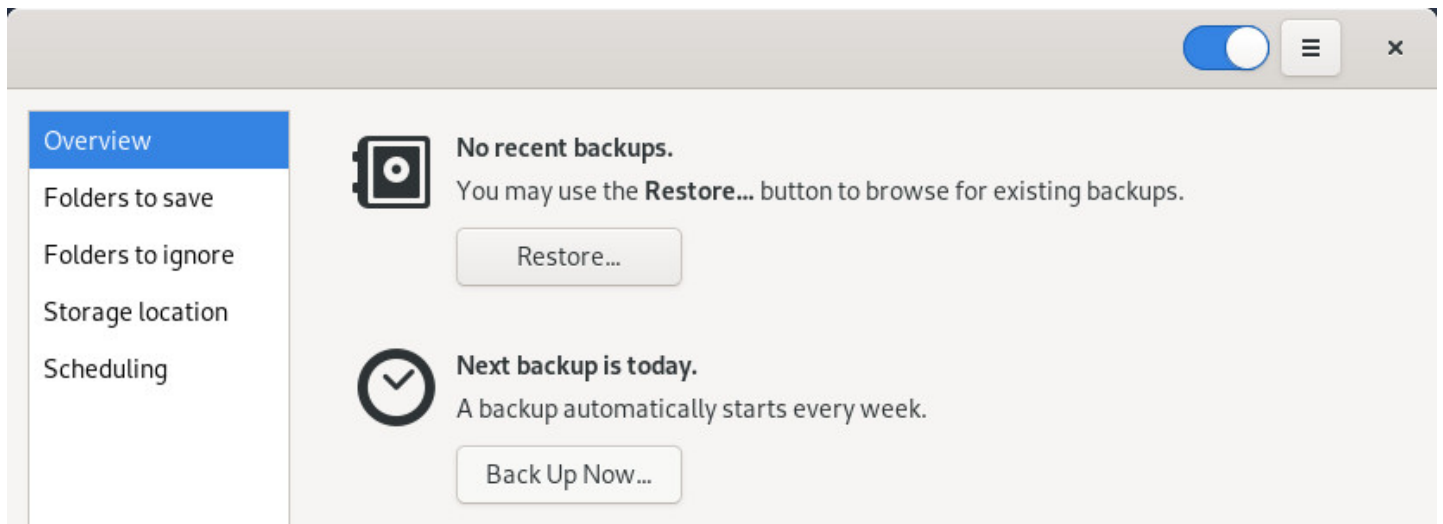 Overview
Folders to save
Folders to ignore
Storage location
Scheduling
No recent backups.
You may use the Restore... button to browse for existing backups.
Restore...
Next backup is today.
A backup automatically starts every week.
Back Up Now...